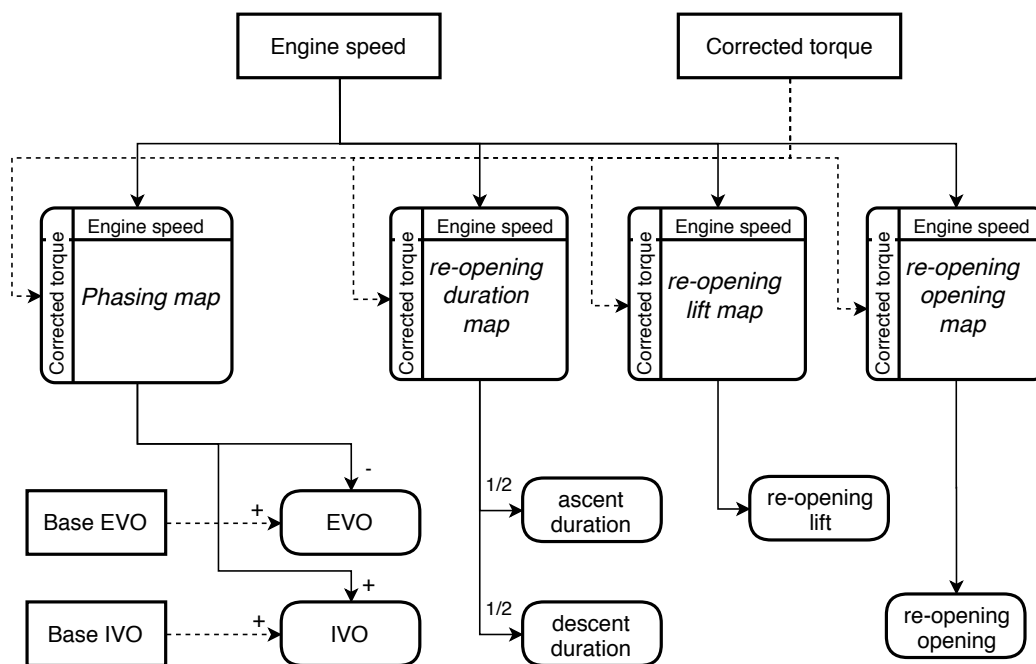 Engine speed
Corrected torque
Engine speed
Corrected torque
Phasing map
Engine speed
Corrected torque
re-opening
duration
map
Engine speed
Corrected torque
re-opening
lift map
Engine speed
Corrected torque
re-opening
opening
map
-
Base EVO
+
EVO
+
Base IVO
+
IVO
1/2
ascent
duration
1/2
descent
duration
re-opening
lift
re-opening
opening